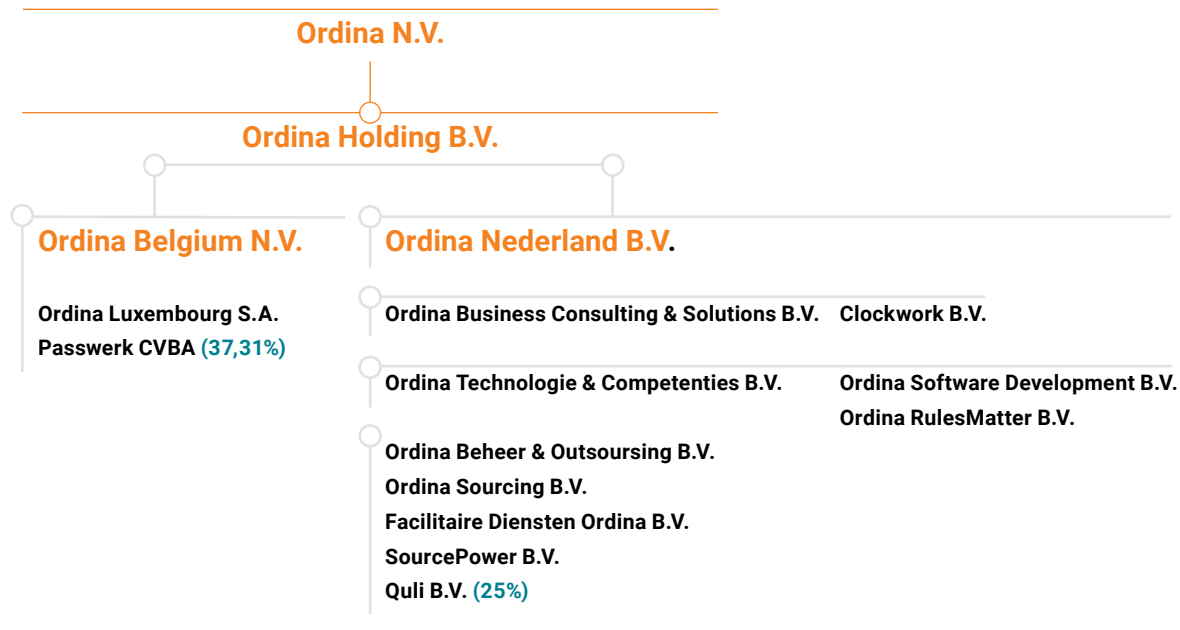 Ordina N.V.
Ordina Holding B.V.
Ordina Belgium N.V.
Ordina Luxembourg S.A.
Passwerk CVBA (37,31%)
Ordina Nederland B.V.
Ordina Business Consulting & Solutions B.V.
Clockwork B.V.
Ordina Technologie & Competenties B.V.
Ordina Software Development B.V.
Ordina RulesMatter B.V.
Ordina Beheer & Outsoursing B.V.
Ordina Sourcing B.V.
Facilitaire Diensten Ordina B.V.
SourcePower B.V.
Quli B.V. (25%)